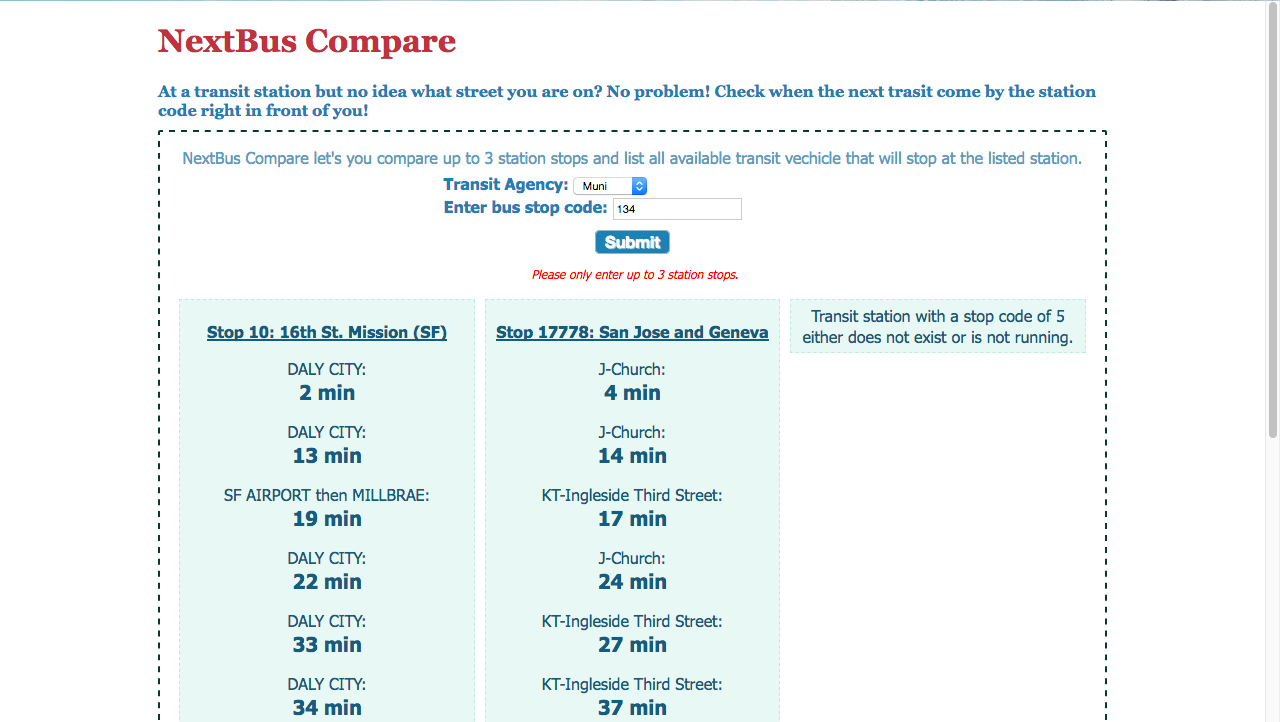 NextBus Compare
At a transit station but no idea what street you are on? No problem! Check when the next trasit come by the station
code right in front of you!
NextBus Compare let's you compare up to 3 station stops and list all available transit vechicle that will stop at the listed station.
Transit Agency: Muni
Enter bus stop code: 134
Submit
Please only enter up to 3 station stops.
Stop 10: 16th St. Mission (SF)
DALY CITY:
2 min
DALY CITY:
13 min
SF AIRPORT then MILLBRAE:
19 min
DALY CITY:
22 min
DALY CITY:
33 min
DALY CITY:
34 min
Stop 17778: San Jose and Geneva
J-Church:
4 min
J-Church:
14 min
KT-Ingleside Third Street:
17 min
J-Church:
24 min
KT-Ingleside Third Street:
27 min
KT-Ingleside Third Street:
37 min
Transit station with a stop code of 5
either does not exist or is not running.